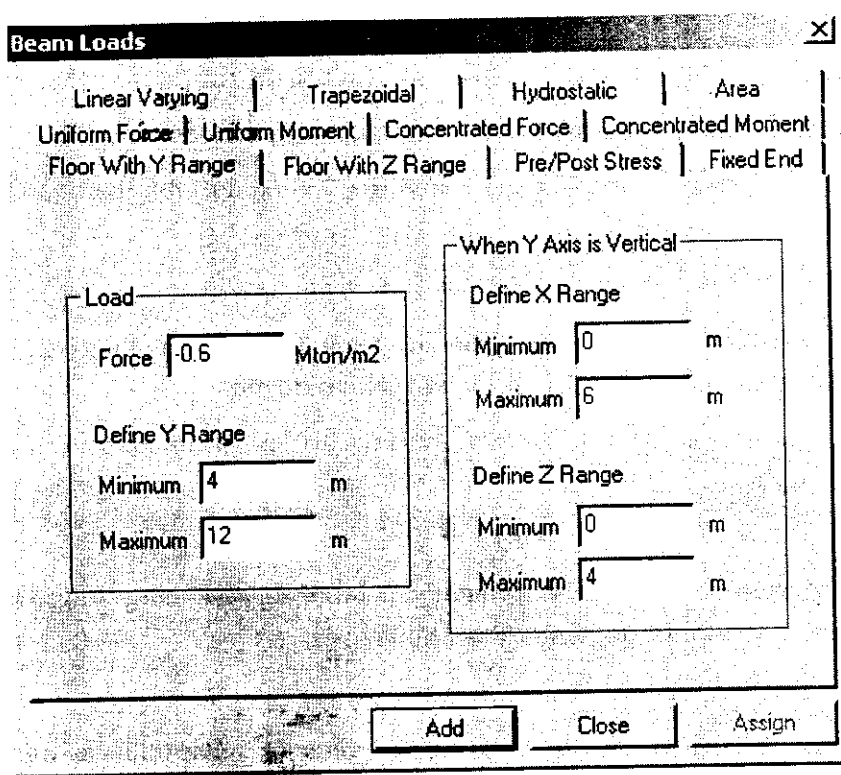 Beam Loads
Linear Varying Trapezoidal Hydrostatic Area
Uniform Force Uniform Moment Concentrated Force Concentrated Moment
Floor With Y Range Floor With Z Range Pre/Post Stress Fixed End
Load
Force -0.6 Mton/m2
Define Y Range
Minimum 4 m
Maximum 12 m
When Y Axis is Vertical
Define X Range
Minimum 0 m
Maximum 6 m
Define Z Range
Minimum 0 m
Maximum 4 m
Add Close Assign